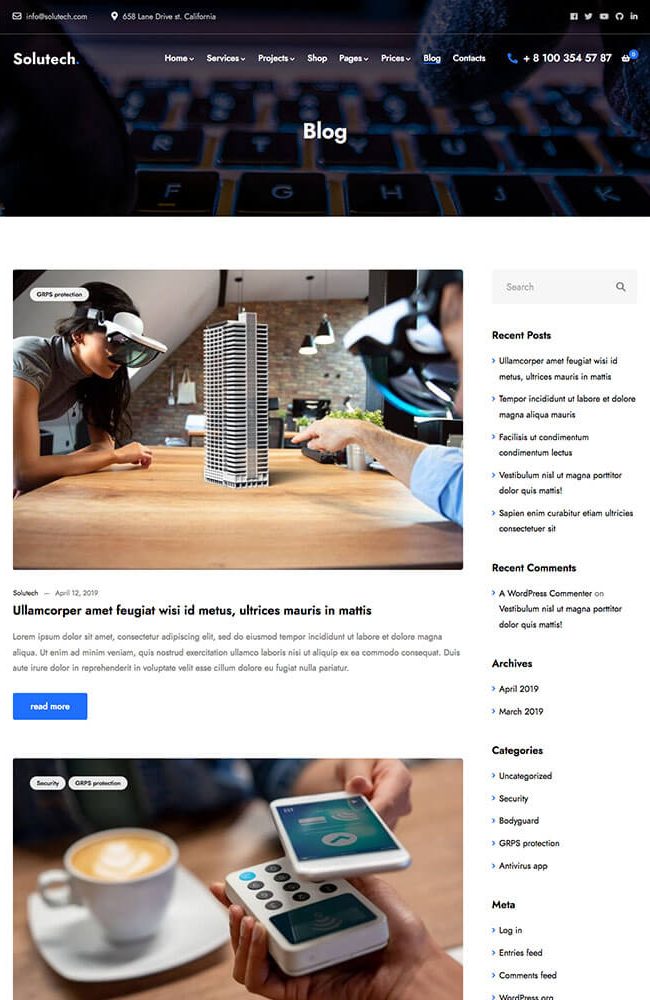 info@solutech.com
658 Lane Drive st. California
Solutech.
Home
Services
Projects
Shop
Pages
Prices
Blog
Contacts
+ 8 100 354 57 87
0
Blog
F G H J K
GRPS protection
Solutech — April 12, 2019
Ullamcorper amet feugiat wisi id metus, ultrices mauris in mattis
Lorem ipsum dolor sit amet, consectetur adipiscing elit, sed do eiusmod tempor incididunt ut labore et dolore magna
aliqua. Ut enim ad minim veniam, quis nostrud exercitation ullamco laboris nisi ut aliquip ex ea commodo consequat. Duis
aute irure dolor in reprehenderit in voluptate velit esse cillum dolore eu fugiat nulla pariatur.
read more
Security
GRPS protection
Search
Recent Posts
Ullamcorper amet feugiat wisi id
metus, ultrices mauris in mattis
Tempor incididunt ut labore et dolore
magna aliqua mauris
Facilisis ut condimentum
condimentum lectus
Vestibulum nisl ut magna porttitor
dolor quis mattis!
Sapien enim curabitur etiam ultricies
consectetuer sit
Recent Comments
A WordPress Commenter on
Vestibulum nisl ut magna porttitor
dolor quis mattis!
Archives
April 2019
March 2019
Categories
Uncategorized
Security
Bodyguard
GRPS protection
Antivirus app
Meta
Log in
Entries feed
Comments feed
WordPress.org